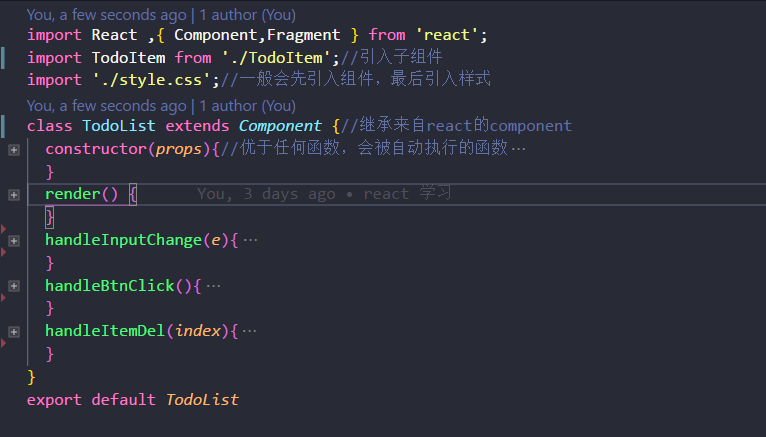 You, a few seconds ago | 1 author (You)
import React ,{ Component,Fragment } from 'react';
import TodoItem from './TodoItem';//引入子组件
import './style.css';//一般会先引入组件，最后引入样式
You, a few seconds ago | 1 author (You)
class TodoList extends Component {//继承来自react的component
constructor(props){//优于任何函数，会被自动执行的函数…
}
render() { You, 3 days ago • react 学习
}
handleInputChange(e){…
}
handleBtnClick(){…
}
handleItemDel(index){…
}
}
export default TodoList